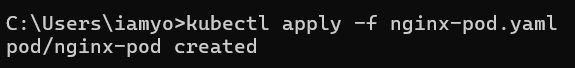 C:\Users\iamyo>kubectl apply -f nginx-pod.yaml
pod/nginx-pod created